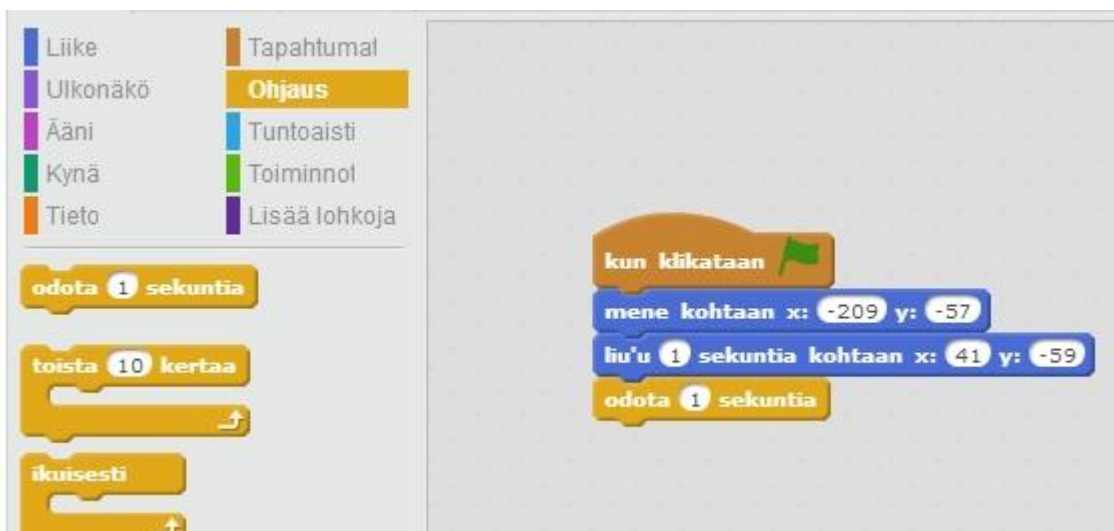 Liike
Tapahtumat
Ulkonäkö
Ohjaus
Ääni
Tuntoaisti
Kynä
Toiminnot
Tieto
Lisää lohkoja
odota 1 sekuntia
toista 10 kertaa
ikuisesti
kun klikataan
mene kohtaan x: -209 y: -57
liu'u 1 sekuntia kohtaan x: 41 y: -59
odota 1 sekuntia